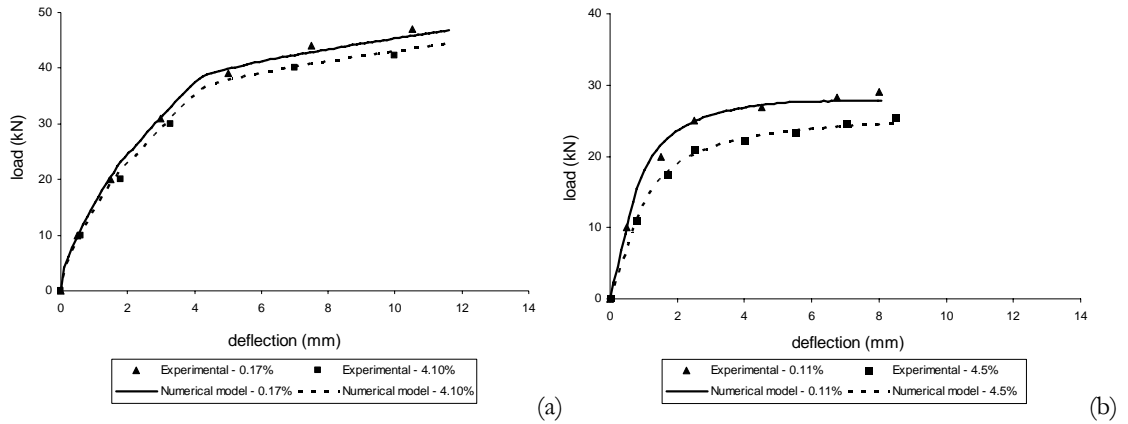 50
40
30
20
10
0
load (kN)
0 2 4 6 8 10 12 14
deflection (mm)
Experimental - 0.17% Experimental - 4.10%
Numerical model - 0.17% Numerical model - 4.10%
(a)
40
30
20
10
0
load (kN)
0 2 4 6 8 10 12 14
deflection (mm)
Experimental - 0.11% Experimental - 4.5%
Numerical model - 0.11% Numerical model - 4.5%
(b)